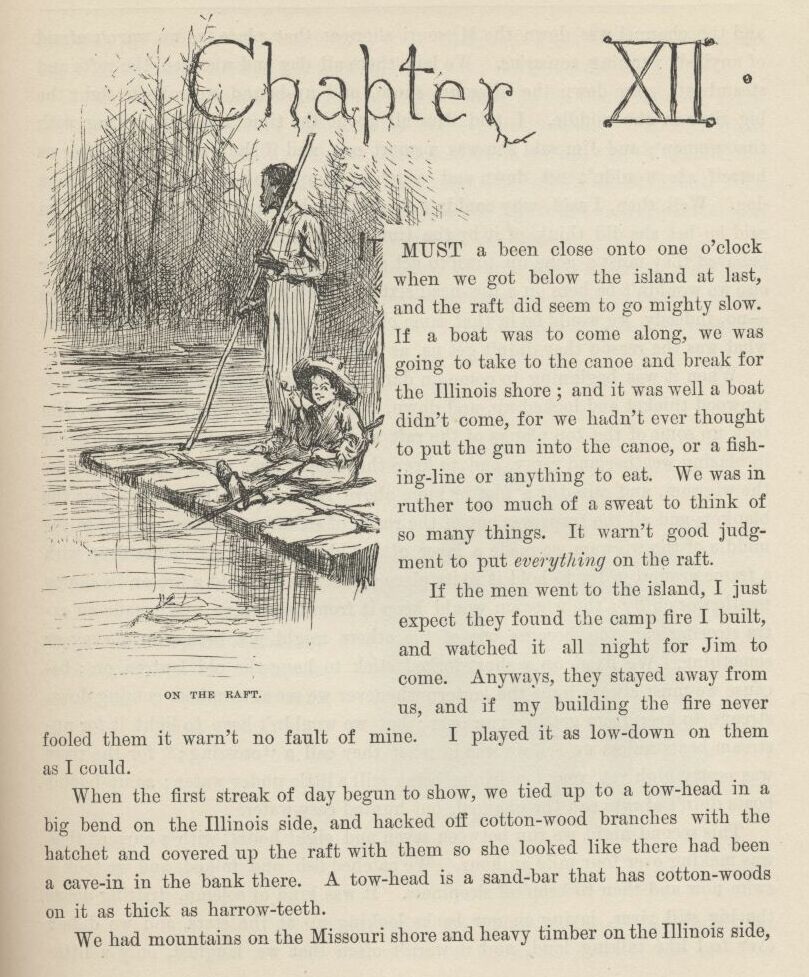 Chapter XII.
IT MUST a been close onto one o'clock
when we got below the island at last,
and the raft did seem to go mighty slow.
If a boat was to come along, we was
going to take to the canoe and break for
the Illinois shore; and it was well a boat
didn't come, for we hadn't ever thought
to put the gun into the canoe, or a fish-
ing-line or anything to eat. We was in
ruther too much of a sweat to think of
so many things. It warn't good judg-
ment to put everything on the raft.
If the men went to the island, I just
expect they found the camp fire I built,
and watched it all night for Jim to
come. Anyways, they stayed away from
us, and if my building the fire never
fooled them it warn't no fault of mine. I played it as low-down on them
as I could.
When the first streak of day begun to show, we tied up to a tow-head in a
big bend on the Illinois side, and hacked off cotton-wood branches with the
hatchet and covered up the raft with them so she looked like there had been
a cave-in in the bank there. A tow-head is a sand-bar that has cotton-woods
on it as thick as harrow-teeth.
We had mountains on the Missouri shore and heavy timber on the Illinois side,
ON THE RAFT.